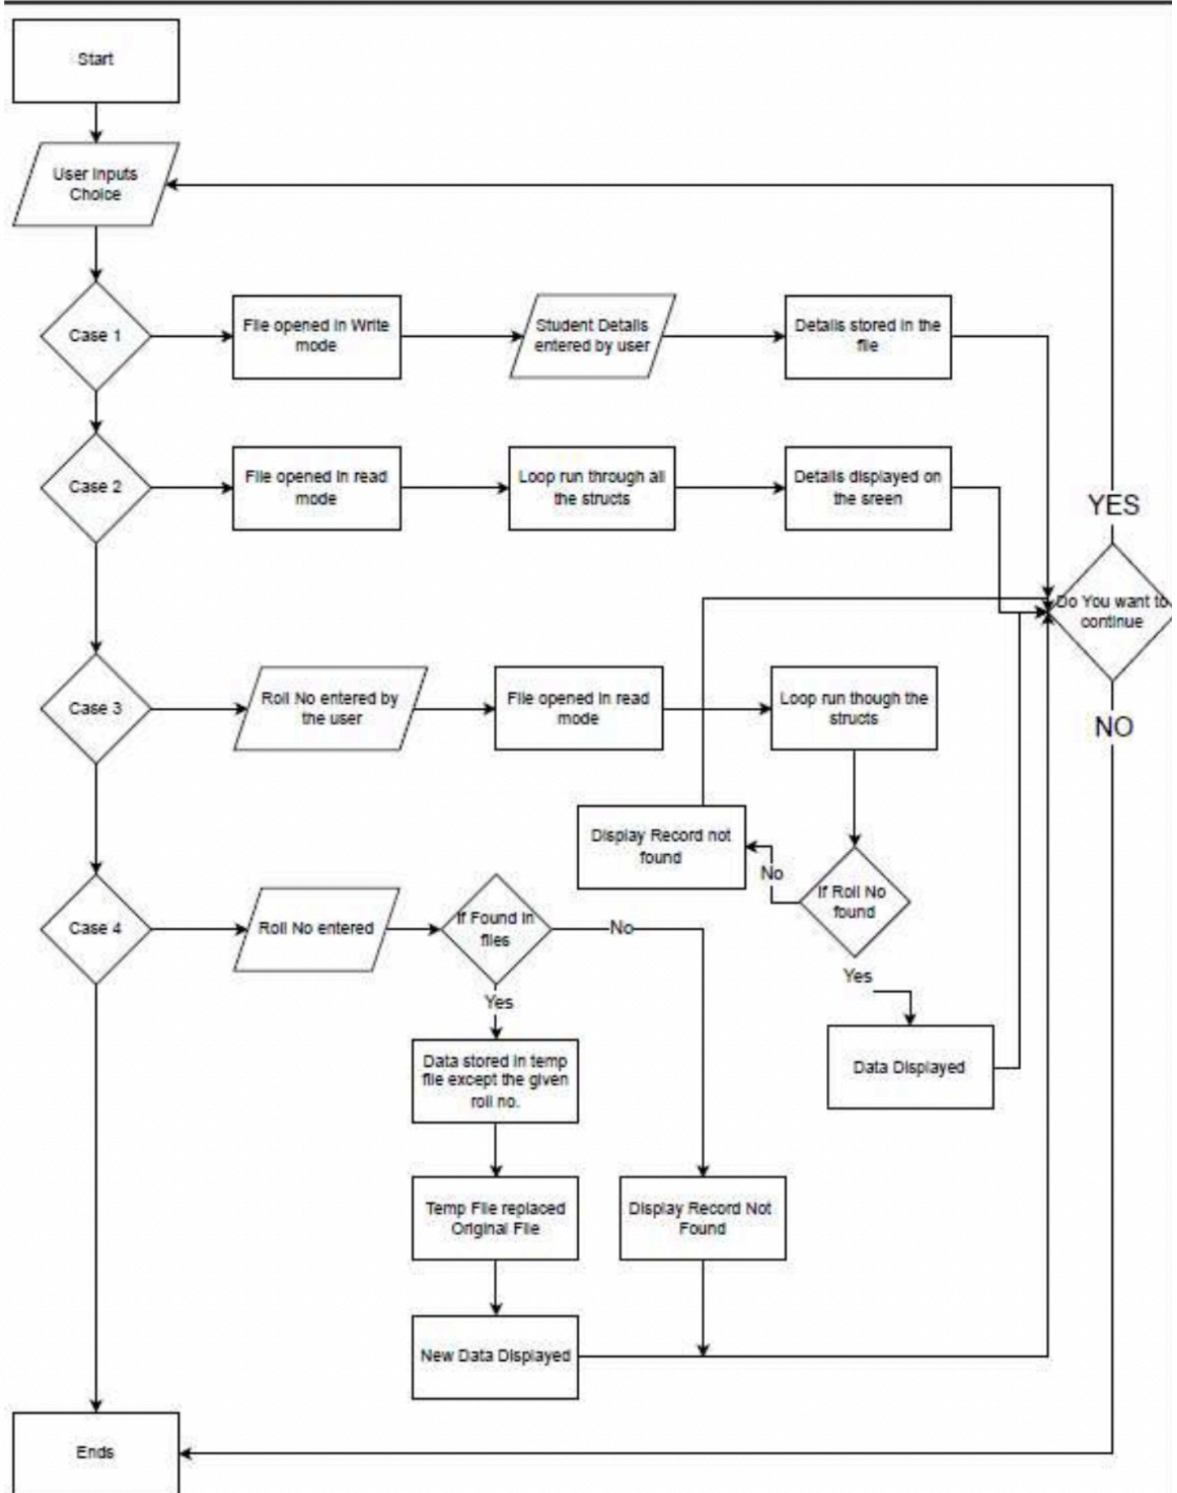 Start
User Inputs
Choice
Case 1
File opened in Write
mode
Student Details
entered by user
Details stored in the
file
Case 2
File opened in read
mode
Loop run through all
the structs
Details displayed on
the sreen
YES
Do You want to
continue
NO
Case 3
Roll No entered by
the user
File opened in read
mode
Loop run though the
structs
Display Record not
found
No
If Roll No
found
Yes
Data Displayed
Case 4
Roll No entered
If Found in
files
No
Yes
Data stored in temp
file except the given
roll no.
Temp File replaced
Original File
Display Record Not
Found
New Data Displayed
Ends